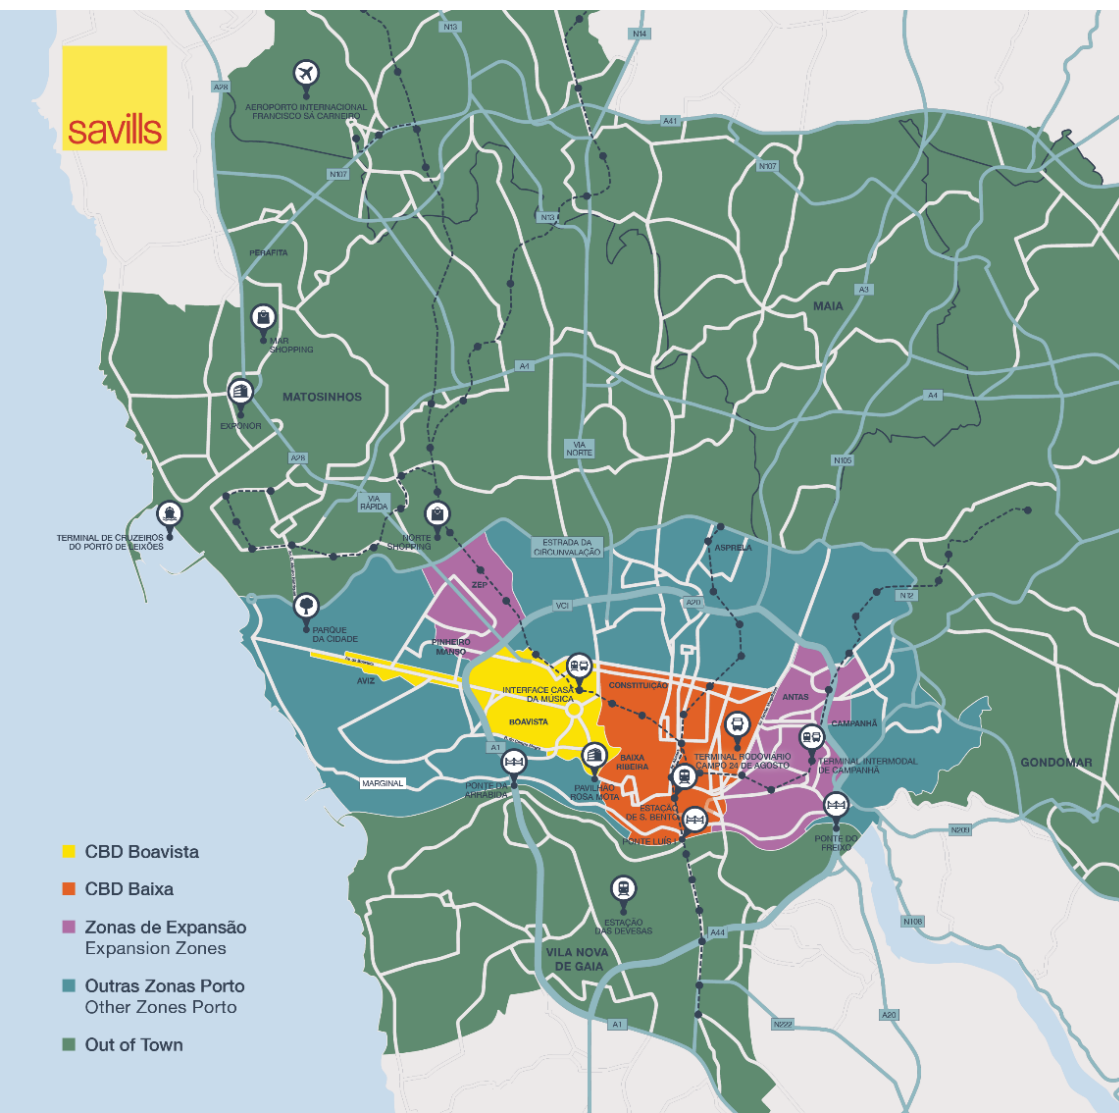 N13
N14
savills
A28
AEROPORTO INTERNACIONAL
FRANCISCO SÁ CARNEIRO
A41
N107
N107
N13
PERAFITA
A3
MAIA
MAR
SHOPPING
A4
MATOSINHOS
A4
EXPONOR
VIA
NORTE
A28
N105
VIA
RÁPIDA
TERMINAL DE CRUZEIROS
DO PORTO DE LEIXÕES
NORTE
SHOPPING
ESTRADA DA
CIRCUNVALAÇÃO
ASPRELA
ZEP
N12
VCI
A20
PARQUE
DA CIDADE
PINHEIRO
MANSO
AVIZ
INTERFACE CASA
DA MÚSICA
CONSTITUIÇÃO
ANTAS
BOAVISTA
CAMPANHÃ
A1
BAIXA
RIBEIRA
TERMINAL RODOVIÁRIO
CAMPO 24 DE AGOSTO
TERMINAL INTERMODAL
DE CAMPANHÃ
GONDOMAR
MARGINAL
PONTE DA
ARRÁBIDA
PAVILHÃO
ROSA MOTA
ESTAÇÃO
DE S. BENTO
PONTE LUÍS I
PONTE DO
FREIXO
N209
CBD Boavista
CBD Baixa
Zonas de Expansão
Expansion Zones
Outras Zonas Porto
Other Zones Porto
Out of Town
ESTAÇÃO
DAS DEVESAS
N108
A44
VILA NOVA
DE GAIA
A1
N222
A20